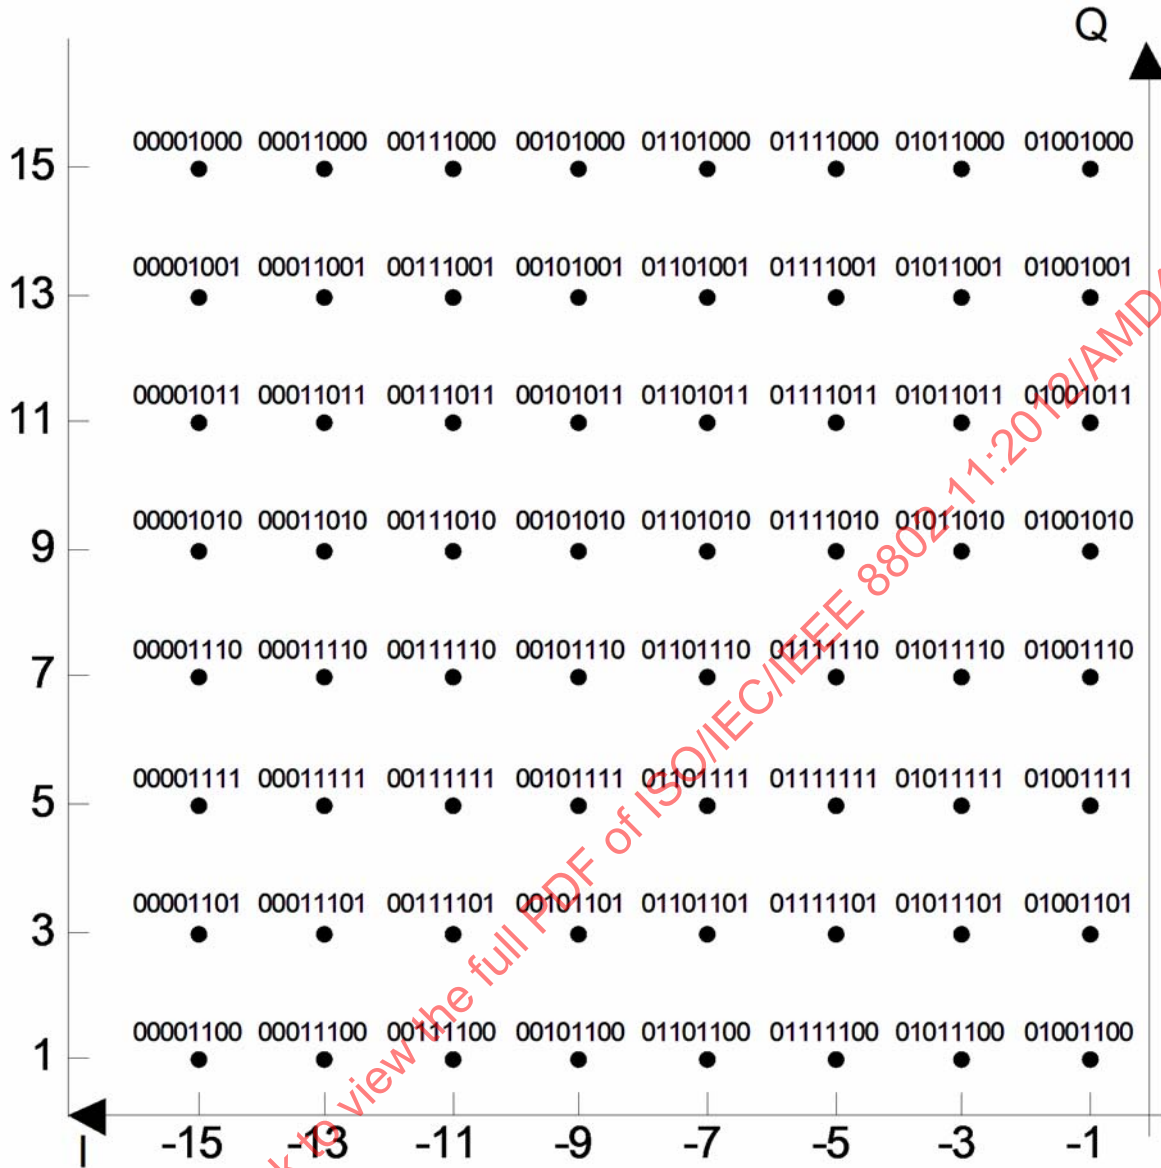 Q
00001000 00011000 00111000 00101000 01101000 01111000 01011000 01001000
15
00001001 00011001 00111001 00101001 01101001 01111001 01011001 01001001
13
00001011 00011011 00111011 00101011 01101011 01111011 01011011 01001011
11
00001010 00011010 00111010 00101010 01101010 01111010 01011010 01001010
9
00001110 00011110 00111110 00101110 01101110 01111110 01011110 01001110
7
00001111 00011111 00111111 00101111 01101111 01111111 01011111 01001111
5
00001101 00011101 00111101 00101101 01101101 01111101 01011101 01001101
3
00001100 00011100 00111100 00101100 01101100 01111100 01011100 01001100
1
I -15 -13 -11 -9 -7 -5 -3 -1
to view the full PDF of ISO/IEC/IEEE 8802-11:2012/AMD